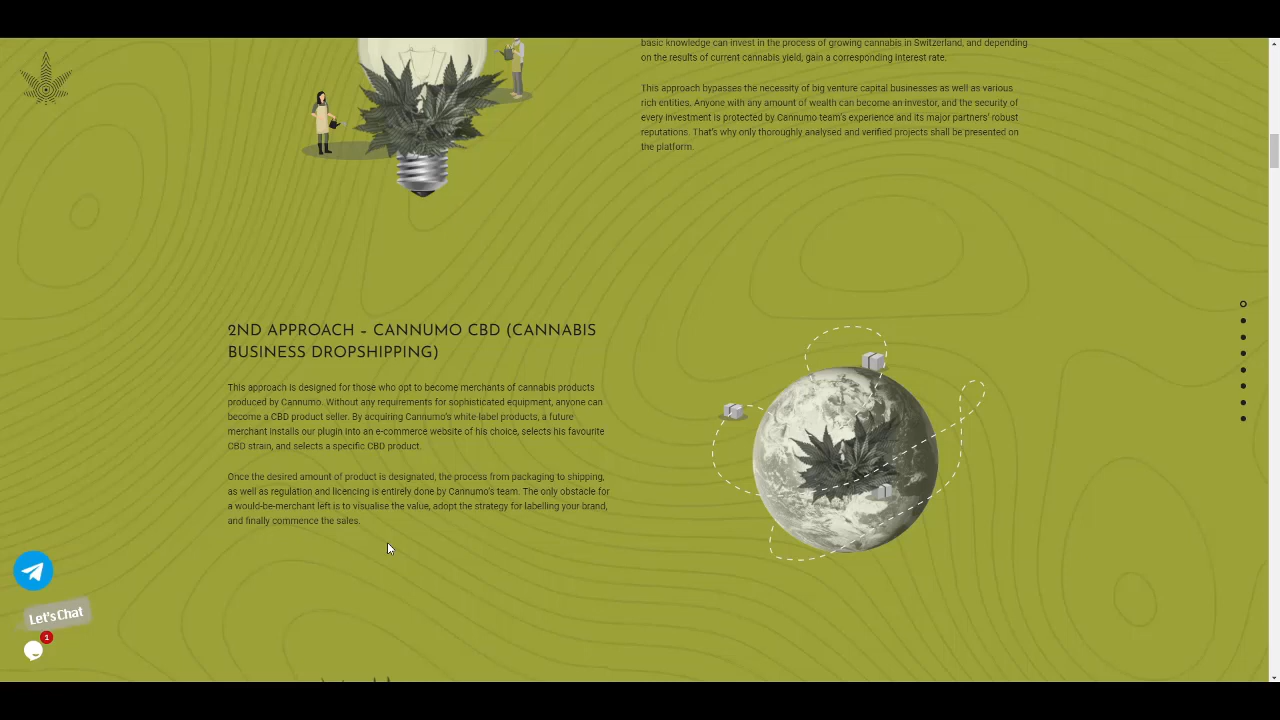 basic knowledge can invest in the process of growing cannabis in Switzerland, and depending
on the results of current cannabis yield, gain a corresponding interest rate.
This approach bypasses the necessity of big venture capital businesses as well as various
rich entities. Anyone with any amount of wealth can become an investor, and the security of
every investment is protected by Cannumo team's experience and its major partners' robust
reputations. That's why only thoroughly analysed and verified projects shall be presented on
the platform.
2ND APPROACH – CANNUMO CBD (CANNABIS
BUSINESS DROPSHIPPING)
This approach is designed for those who opt to become merchants of cannabis products
produced by Cannumo. Without any requirements for sophisticated equipment, anyone can
become a CBD product seller. By acquiring Cannumo's white-label products, a future
merchant installs our plugin into an e-commerce website of his choice, selects his favourite
CBD strain, and selects a specific CBD product.
Once the desired amount of product is designated, the process from packaging to shipping,
as well as regulation and licencing is entirely done by Cannumo's team. The only obstacle for
a would-be-merchant left is to visualise the value, adopt the strategy for labelling your brand,
and finally commence the sales.
Let's Chat
1